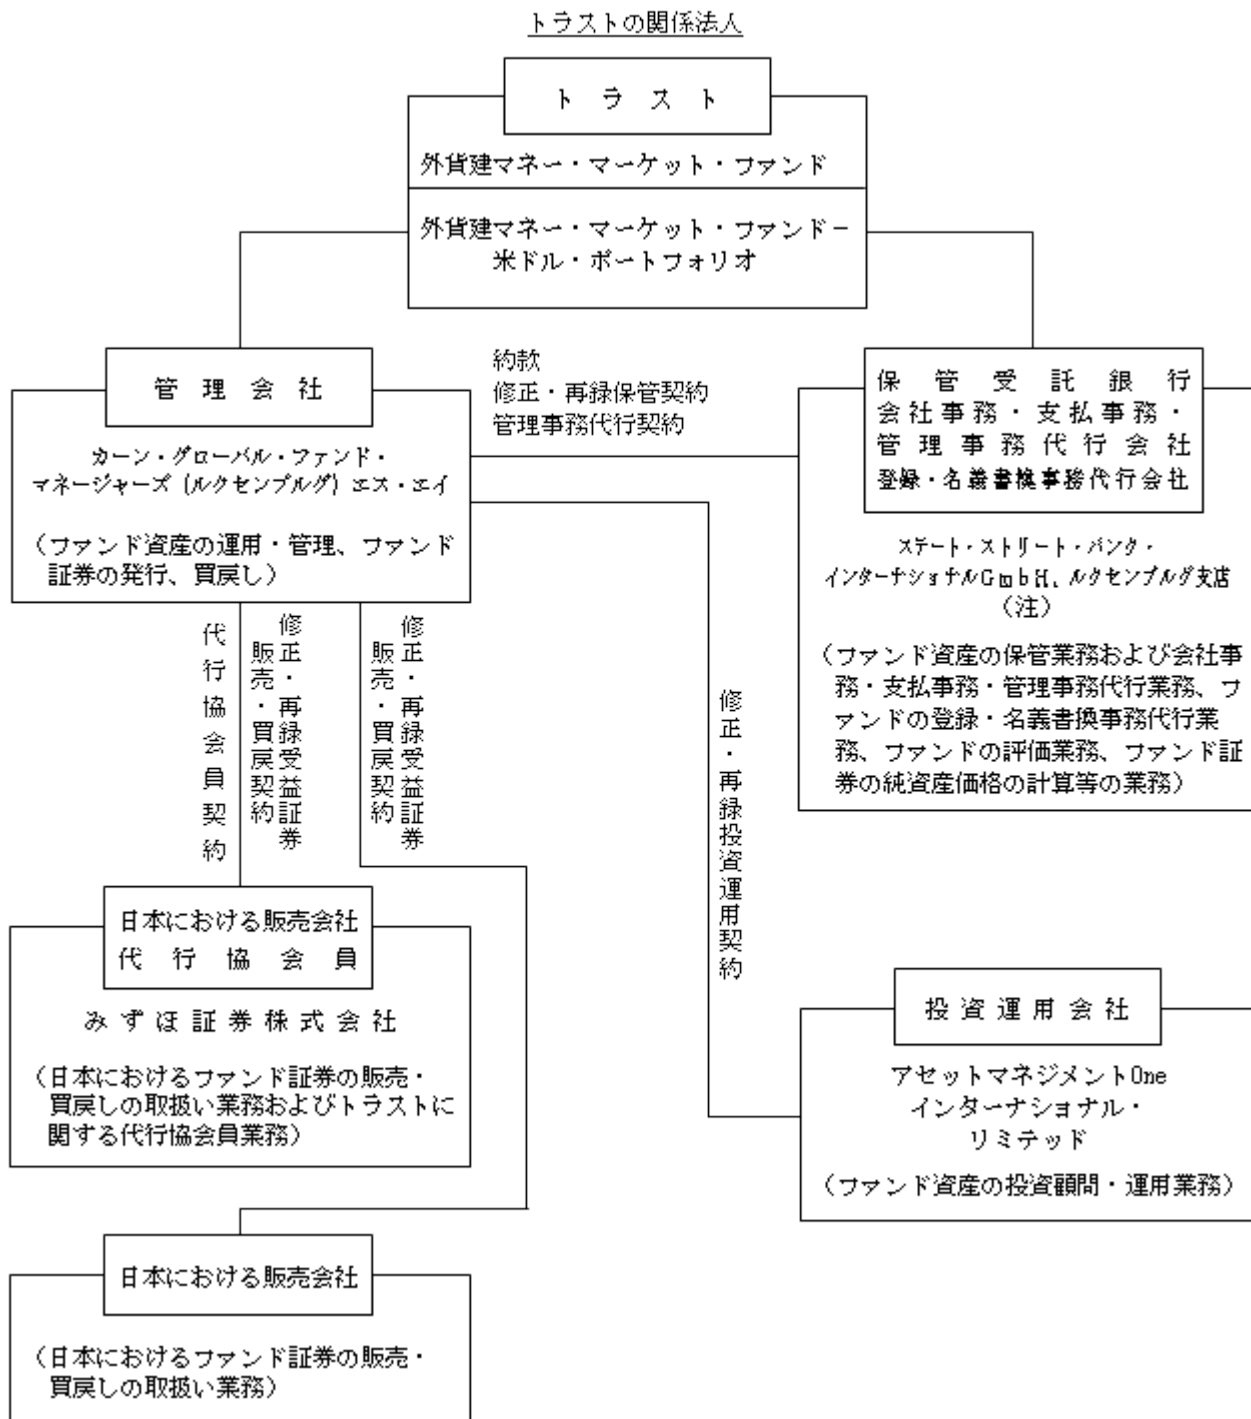 トラストの関係法人
トラスト
外貨建マネー・マーケット・ファンド
外貨建マネー・マーケット・ファンド－
米ドル・ポートフォリオ
管理会社
カーン・グローバル・ファンド・
マネージャーズ（ルクセンブルグ）エス・エイ
（ファンド資産の運用・管理、ファンド
証券の発行、買戻し）
約款
修正・再録保管契約
管理事務代行契約
保管受託銀行
会社事務・支払事務・
管理事務代行会社
登録・名義書換事務代行会社
ステート・ストリート・バンク・
インターナショナルＧｍｂＨ、ルクセンブルグ支店
（注）
（ファンド資産の保管業務および会社事
務・支払事務・管理事務代行業務、フ
ァンドの登録・名義書換事務代行業
務、ファンドの評価業務、ファンド証
券の純資産価格の計算等の業務）
代行協会員契約
修正・再録受益証券
販売・買戻契約
修正・再録受益証券
販売・買戻契約
修正・再録投資運用契約
日本における販売会社
代行協会員
みずほ証券株式会社
（日本におけるファンド証券の販売・
買戻しの取扱い業務およびトラストに
関する代行協会員業務）
投資運用会社
アセットマネジメントOne
インターナショナル・
リミテッド
（ファンド資産の投資顧問・運用業務）
日本における販売会社
（日本におけるファンド証券の販売・
買戻しの取扱い業務）